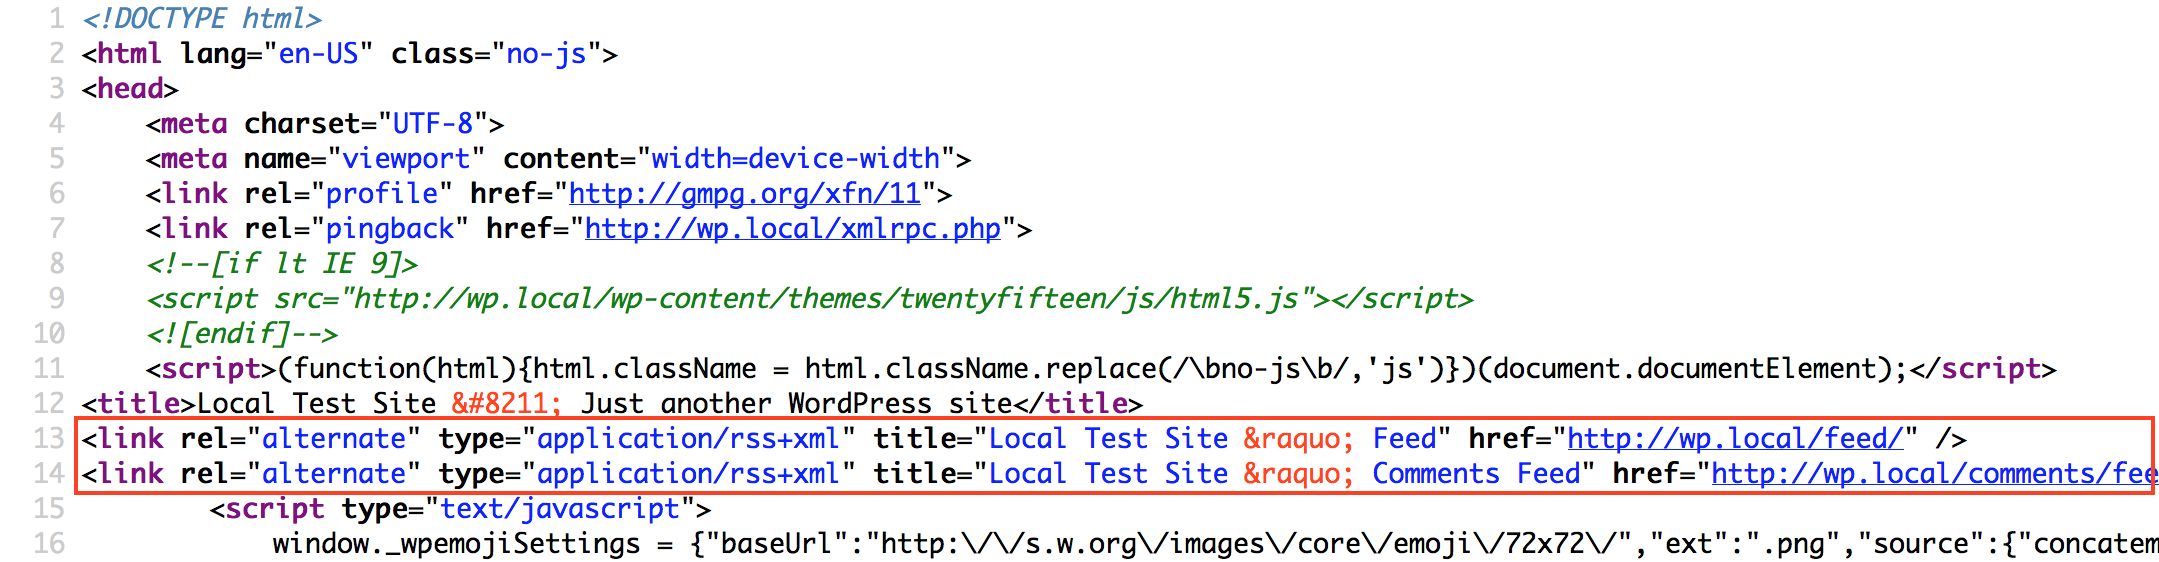 1 <!DOCTYPE html>
2 <html lang="en-US" class="no-js">
3 <head>
4 <meta charset="UTF-8">
5 <meta name="viewport" content="width=device-width">
6 <link rel="profile" href="http://gmpg.org/xfn/11">
7 <link rel="pingback" href="http://wp.local/xmlrpc.php">
8 <!--[if lt IE 9]>
9 <script src="http://wp.local/wp-content/themes/twentyfifteen/js/html5.js"></script>
10 <![endif]-->
11 <script>(function(html){html.className = html.className.replace(/\bno-js\b/,'js')})(document.documentElement);</script>
12 <title>Local Test Site &#8211; Just another WordPress site</title>
13 <link rel="alternate" type="application/rss+xml" title="Local Test Site &raquo; Feed" href="http://wp.local/feed/" />
14 <link rel="alternate" type="application/rss+xml" title="Local Test Site &raquo; Comments Feed" href="http://wp.local/comments/fee
15 <script type="text/javascript">
16 window._wpemojiSettings = {"baseUrl":"http:\/\/s.w.org\/images\/core\/emoji\/72x72\/","ext":".png","source":{"concatem